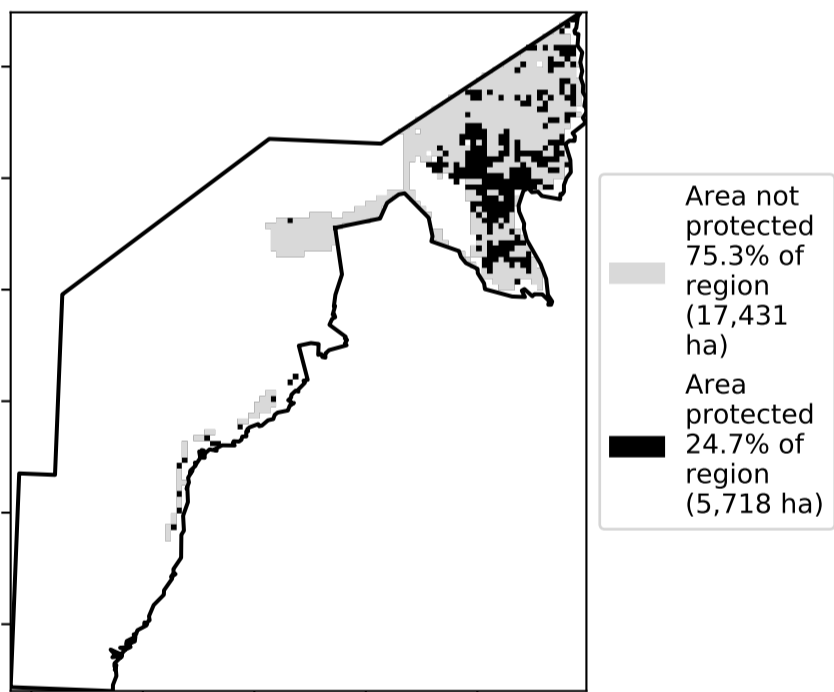 Area not
protected
75.3% of
region
(17,431
ha)
Area
protected
24.7% of
region
(5,718 ha)